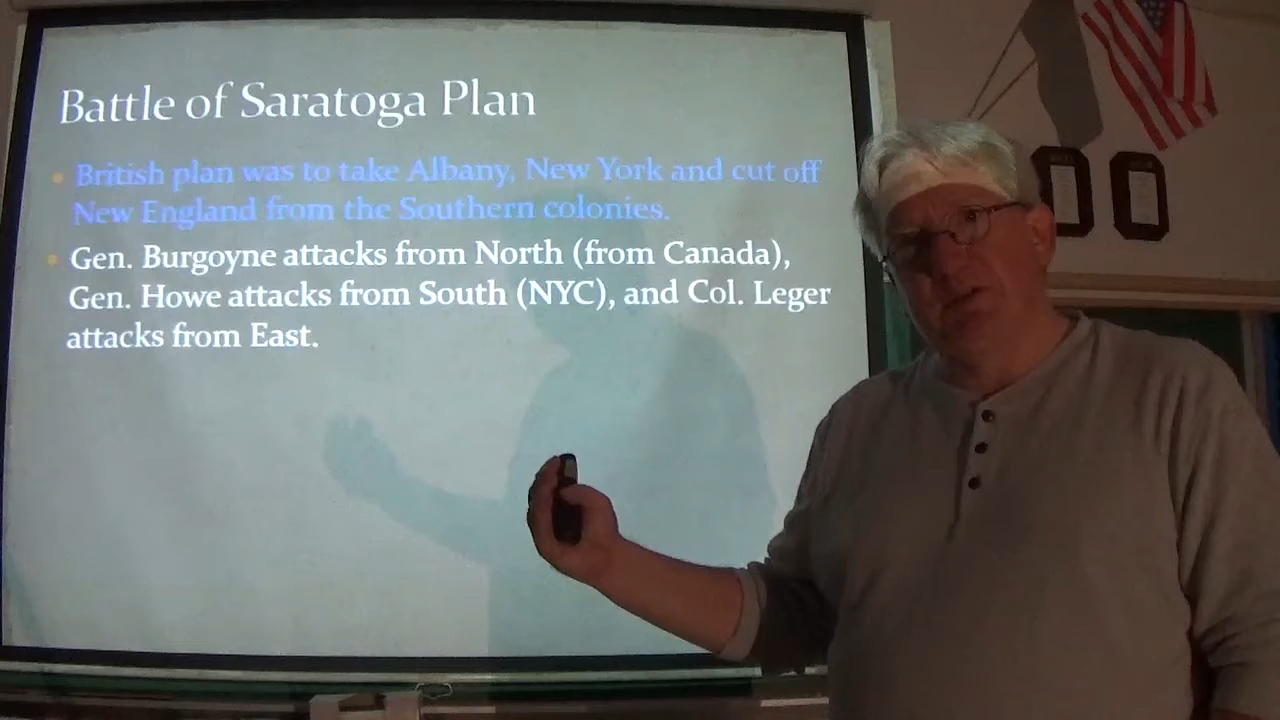 Battle of Saratoga Plan
British plan was to take Albany, New York and cut off
New England from the Southern colonies.
Gen. Burgoyne attacks from North (from Canada),
Gen. Howe attacks from South (NYC), and Col. Leger
attacks from East.
00